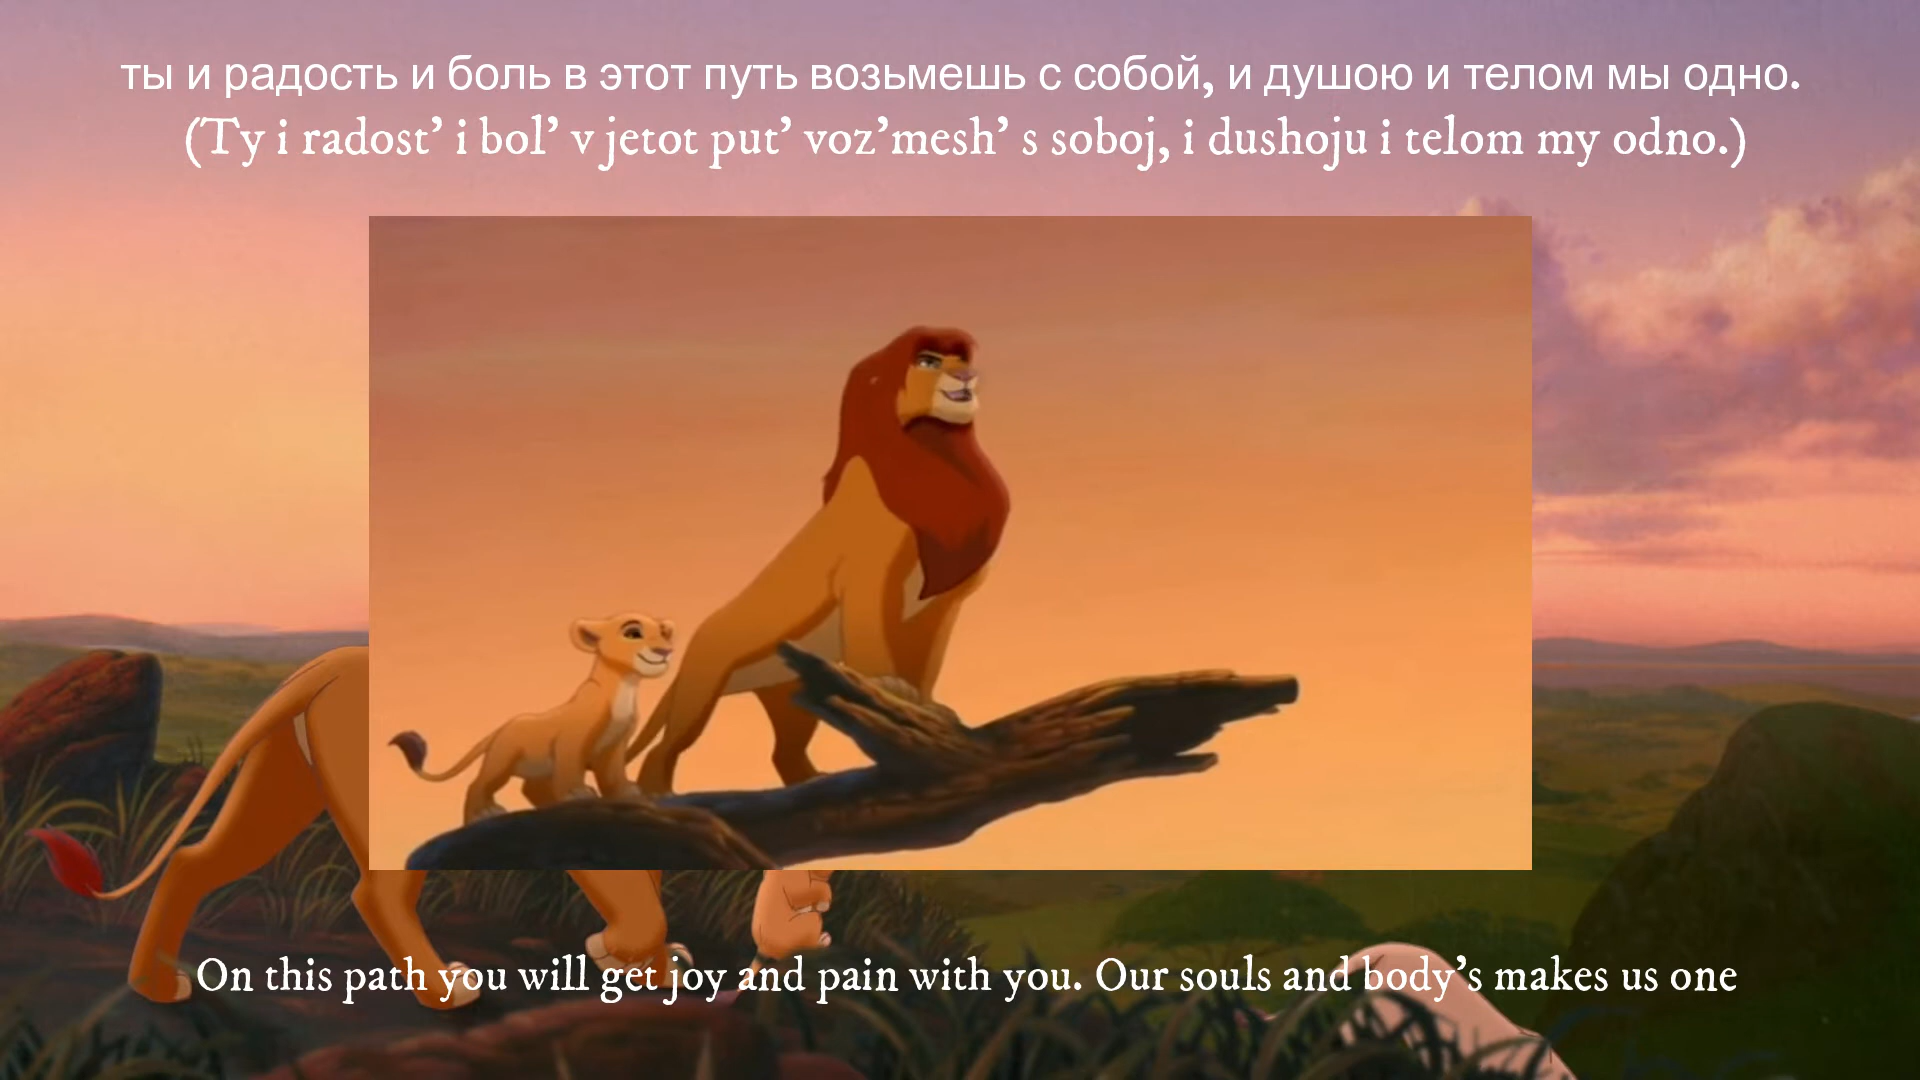 ты и радость и боль в этот путь возьмешь с собой, и душою и телом мы одно.
(Ty i radost’ i bol’ v jetot put’ voz’mesh’ s soboj, i dushoju i telom my odno.)
On this path you will get joy and pain with you. Our souls and body’s makes us one